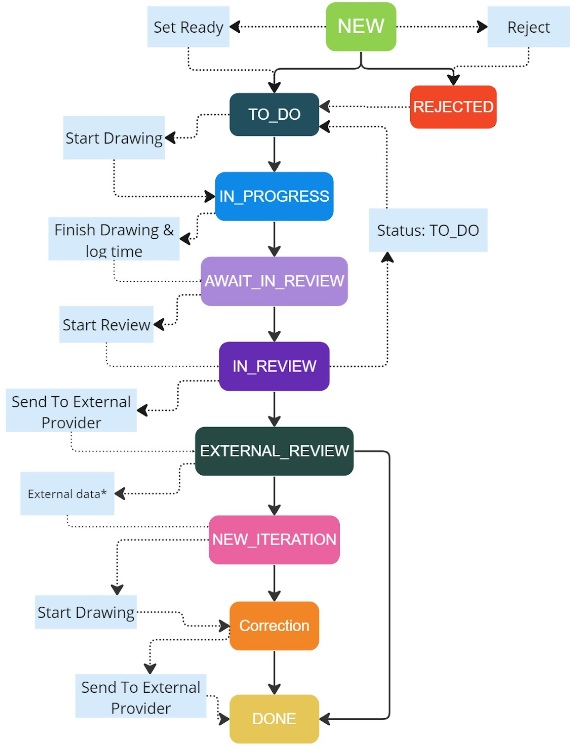 Set Ready
NEW
Reject
TO_DO
REJECTED
Start Drawing
IN_PROGRESS
Finish Drawing &
log time
Status: TO_DO
AWAIT_IN_REVIEW
Start Review
IN_REVIEW
Send To External
Provider
EXTERNAL_REVIEW
External data*
NEW_ITERATION
Start Drawing
Correction
Send To External
Provider
DONE